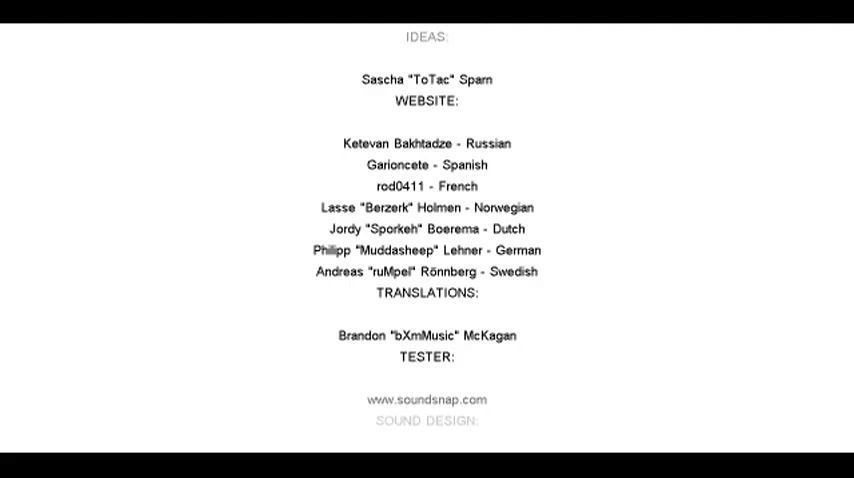 IDEAS:
Sascha "ToTac" Sparn
WEBSITE:
Ketevan Bakhtadze - Russian
Garioncete - Spanish
rod0411 - French
Lasse "Berzerk" Holmen - Norwegian
Jordy "Sporkeh" Boerema - Dutch
Philipp "Muddasheep" Lehner - German
Andreas "ruMpel" Rönnberg - Swedish
TRANSLATIONS:
Brandon "bXmMusic" McKagan
TESTER:
www.soundsnap.com
SOUND DESIGN: